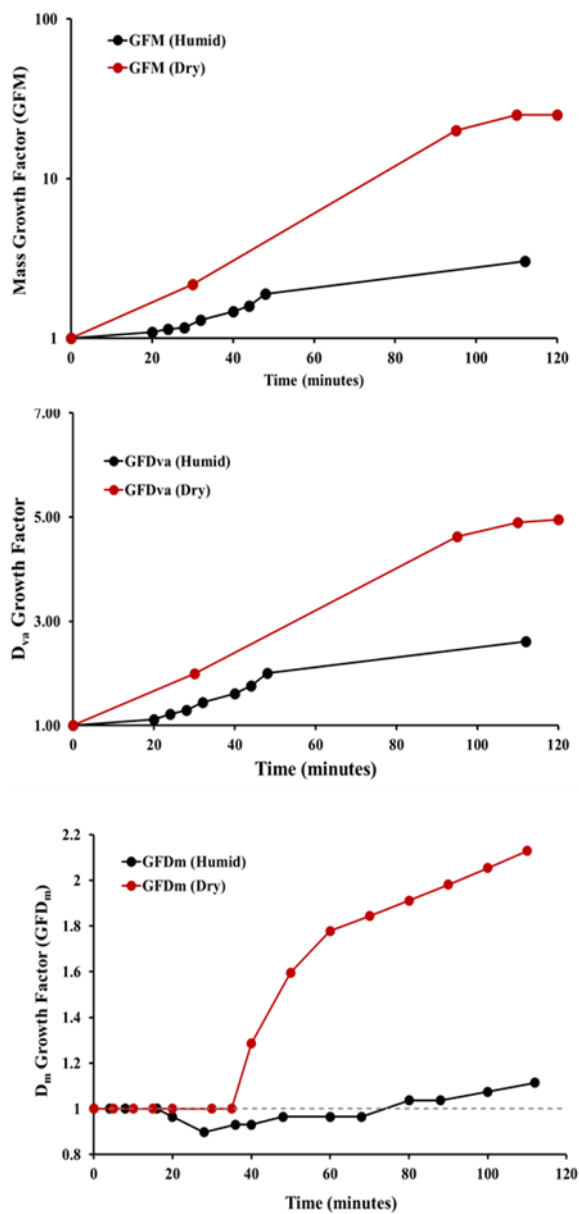 100
GFM (Humid)
GFM (Dry)
Mass Growth Factor (GFM)
10
1
0 20 40 60 80 100 120
Time (minutes)
7.00
GFDva (Humid)
GFDva (Dry)
5.00
Dva Growth Factor
3.00
1.00
0 20 40 60 80 100 120
Time (minutes)
2.2
GFDm (Humid)
GFDm (Dry)
2
1.8
Dm Growth Factor (GFDm)
1.6
1.4
1.2
1
0.8
0 20 40 60 80 100 120
Time (minutes)